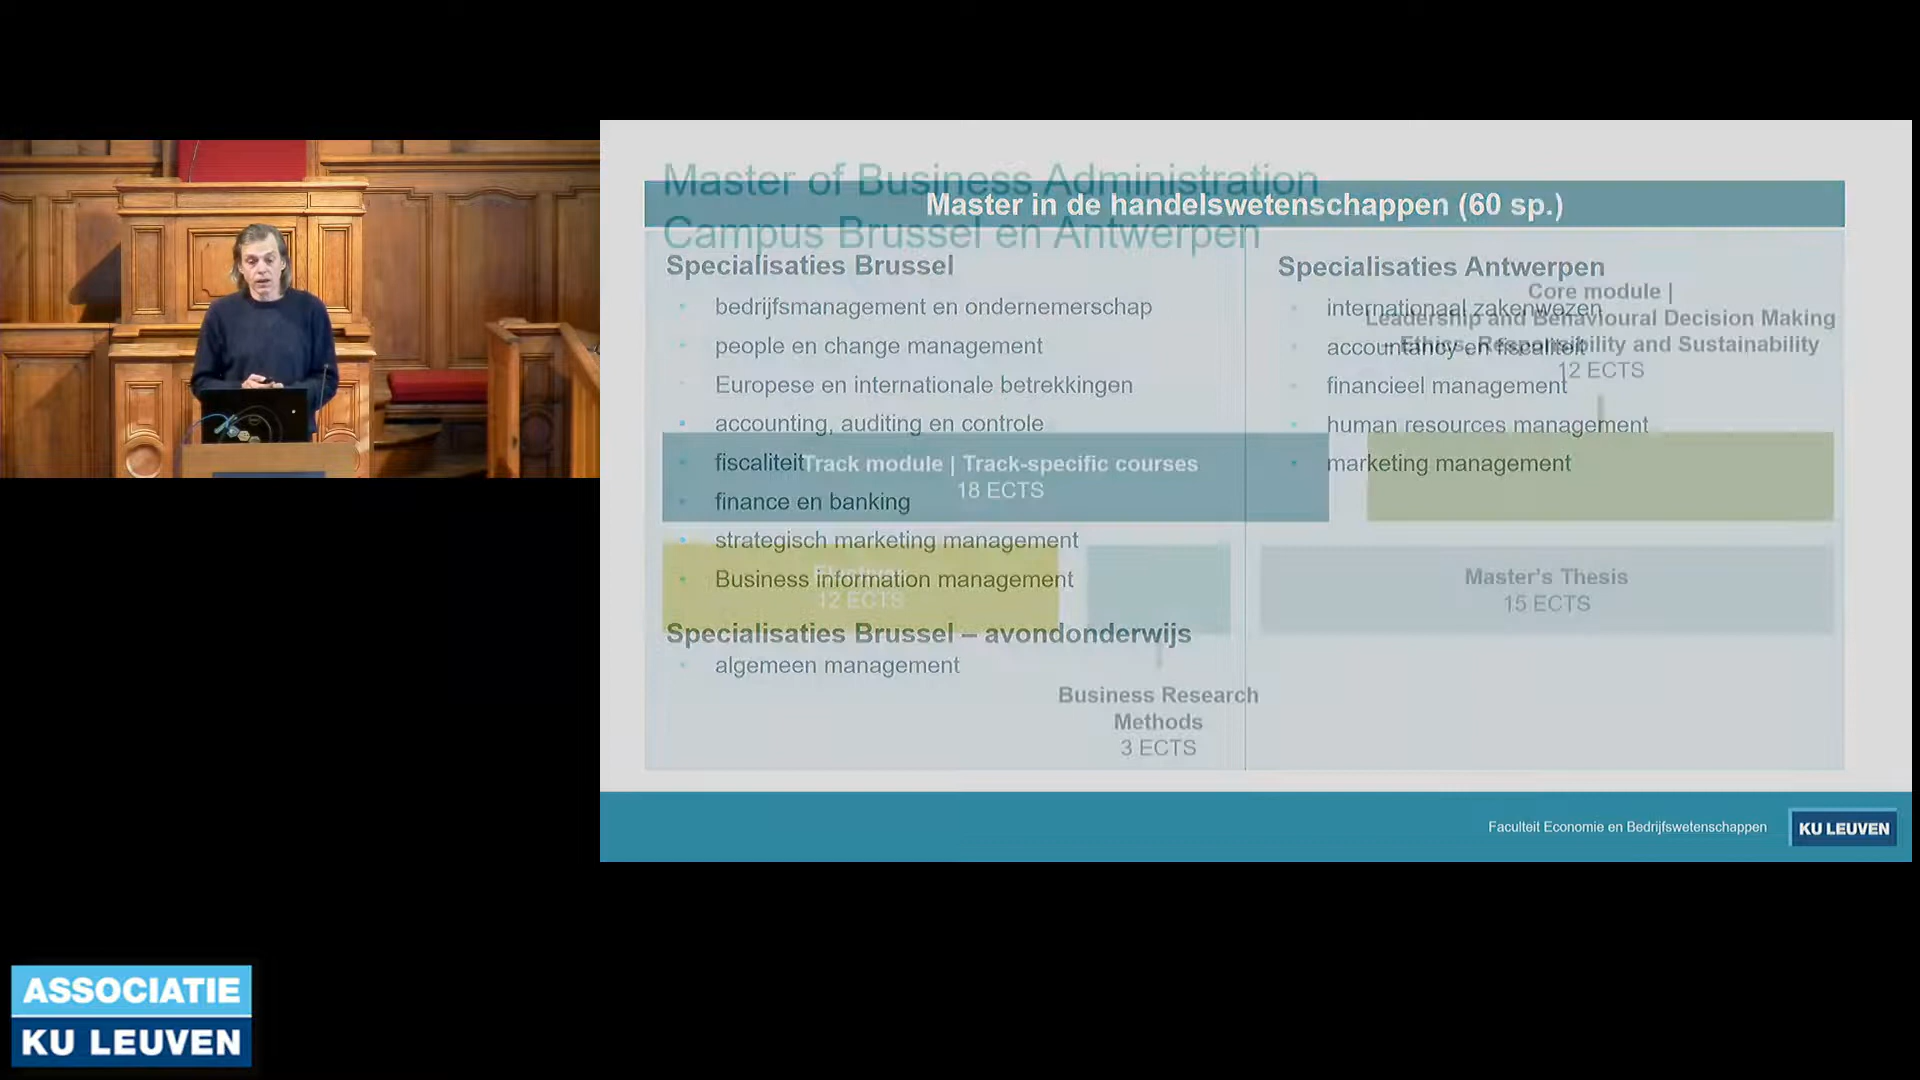 Master of Business Administration
Campus Brussel en Antwerpen
Master in de handelswetenschappen (60 sp.)
Specialisaties Brussel
bedrijfsmanagement en ondernemerschap
people en change management
Europese en internationale betrekkingen
accounting, auditing en controle
fiscaliteit
finance en banking
strategisch marketing management
Business information management
Specialisaties Brussel – avondonderwijs
algemeen management
Specialisaties Antwerpen
internationaal zakenwezen
accountancy en fiscaliteit
financieel management
human resources management
marketing management
Core module |
Leadership and Behavioural Decision Making
- Ethics, Responsibility and Sustainability
12 ECTS
Track module | Track-specific courses
18 ECTS
12 ECTS
Master's Thesis
15 ECTS
Business Research
Methods
3 ECTS
Faculteit Economie en Bedrijfswetenschappen
KU LEUVEN
ASSOCIATIE
KU LEUVEN